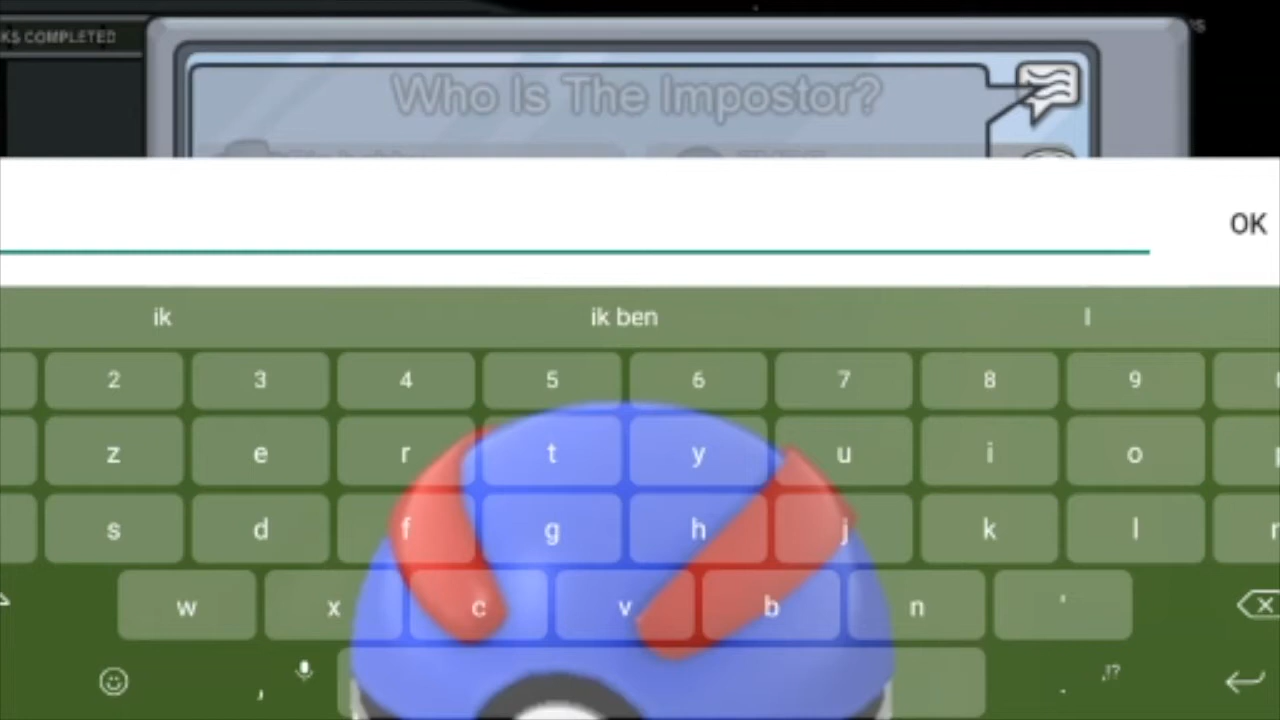 KS COMPLETED
Who Is The Impostor?
OK
ik ik ben I
2 3 4 5 6 7 8 9
z e r t y u i o p
s d f g h j k l
w x c v b n '
, . ,!?